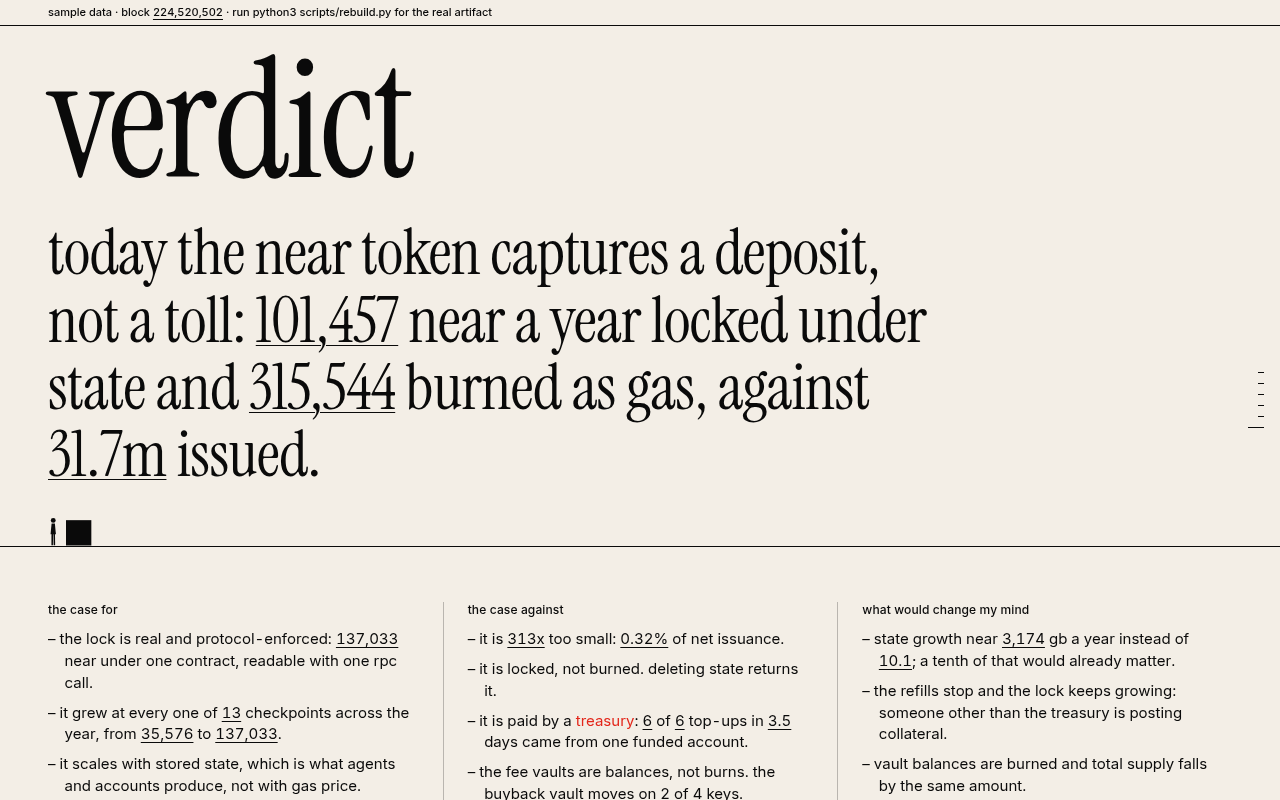 sample data · block 224,520,502 · run python3 scripts/rebuild.py for the real artifact
verdict
today the near token captures a deposit,
not a toll: 101,457 near a year locked under
state and 315,544 burned as gas, against
31.7m issued.
the case for
– the lock is real and protocol-enforced: 137,033
near under one contract, readable with one rpc
call.
– it grew at every one of 13 checkpoints across the
year, from 35,576 to 137,033.
– it scales with stored state, which is what agents
and accounts produce, not with gas price.
the case against
– it is 313x too small: 0.32% of net issuance.
– it is locked, not burned. deleting state returns
it.
– it is paid by a treasury: 6 of 6 top-ups in 3.5
days came from one funded account.
– the fee vaults are balances, not burns. the
buyback vault moves on 2 of 4 keys.
what would change my mind
– state growth near 3,174 gb a year instead of
10.1; a tenth of that would already matter.
– the refills stop and the lock keeps growing:
someone other than the treasury is posting
collateral.
– vault balances are burned and total supply falls
by the same amount.